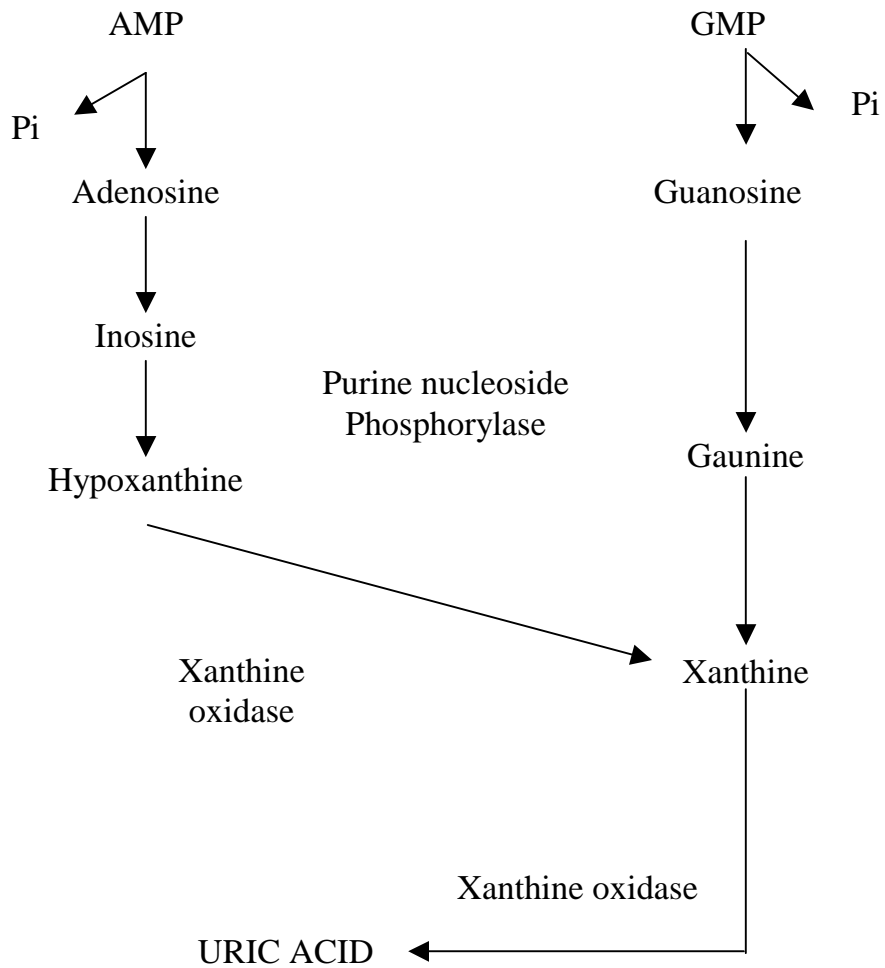 AMP
GMP
Pi
Pi
Adenosine
Guanosine
Inosine
Purine nucleoside
Phosphorylase
Gaunine
Hypoxanthine
Xanthine
oxidase
Xanthine
Xanthine oxidase
URIC ACID